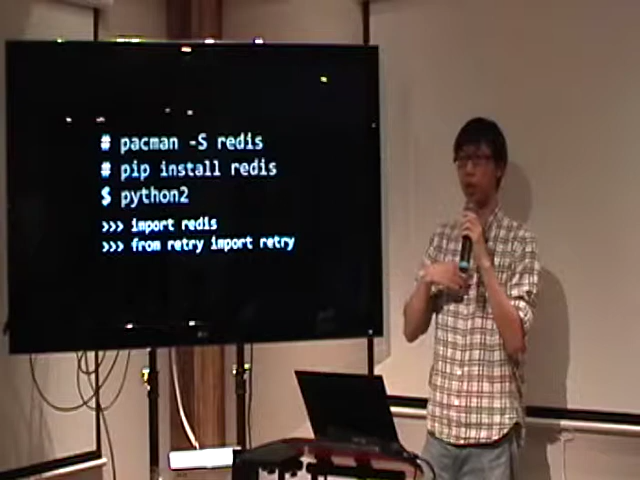 # pacman -S redis
# pip install redis
$ python2
>>> import redis
>>> from retry import retry